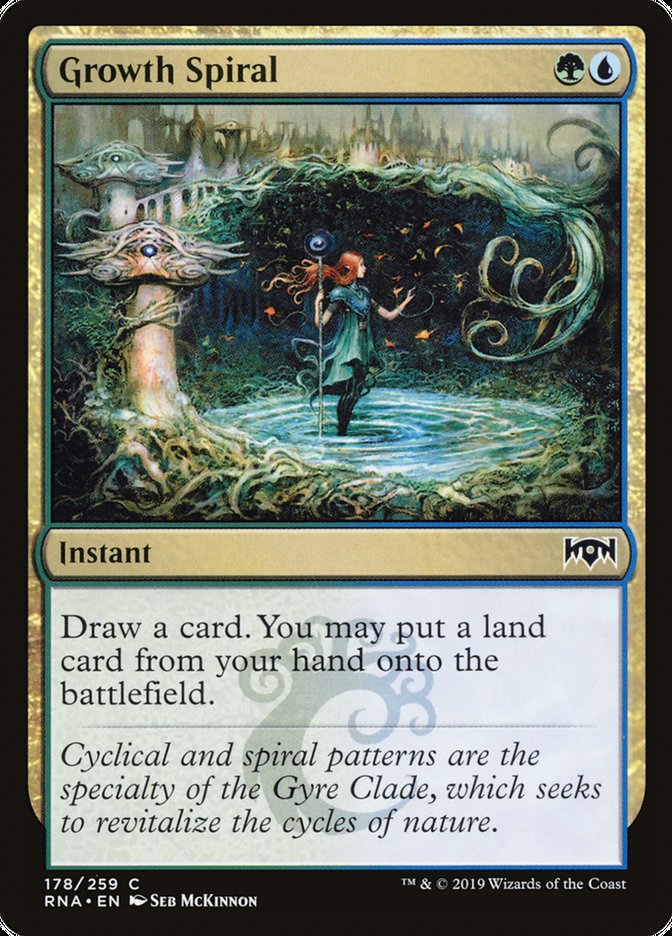 Growth Spiral
Instant
Draw a card. You may put a land
card from your hand onto the
battlefield.
Cyclical and spiral patterns are the
specialty of the Gyre Clade, which seeks
to revitalize the cycles of nature.
178/259 C
RNA • EN Seb McKinnon
™ & © 2019 Wizards of the Coast